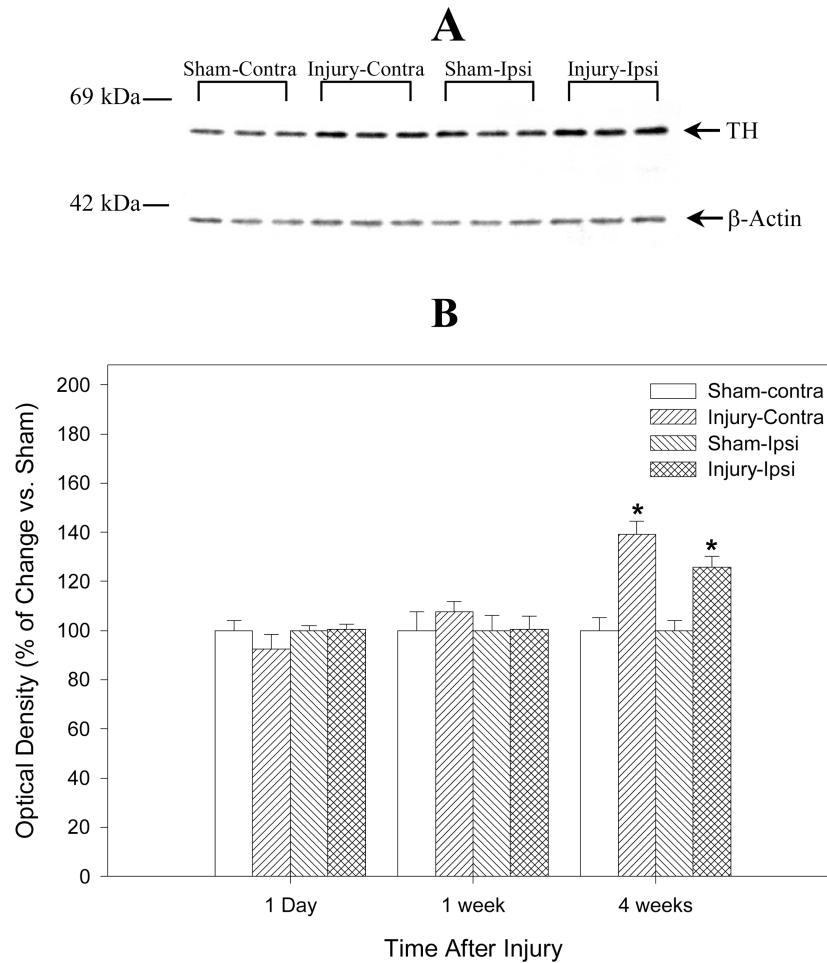 A
Sham-Contra Injury-Contra Sham-Ipsi Injury-Ipsi
69 kDa
TH
42 kDa
β-Actin
B
200
180
160
140
120
100
80
60
40
20
0
Optical Density (% of Change vs. Sham)
Sham-contra
Injury-Contra
Sham-Ipsi
Injury-Ipsi
* *
1 Day 1 week 4 weeks
Time After Injury